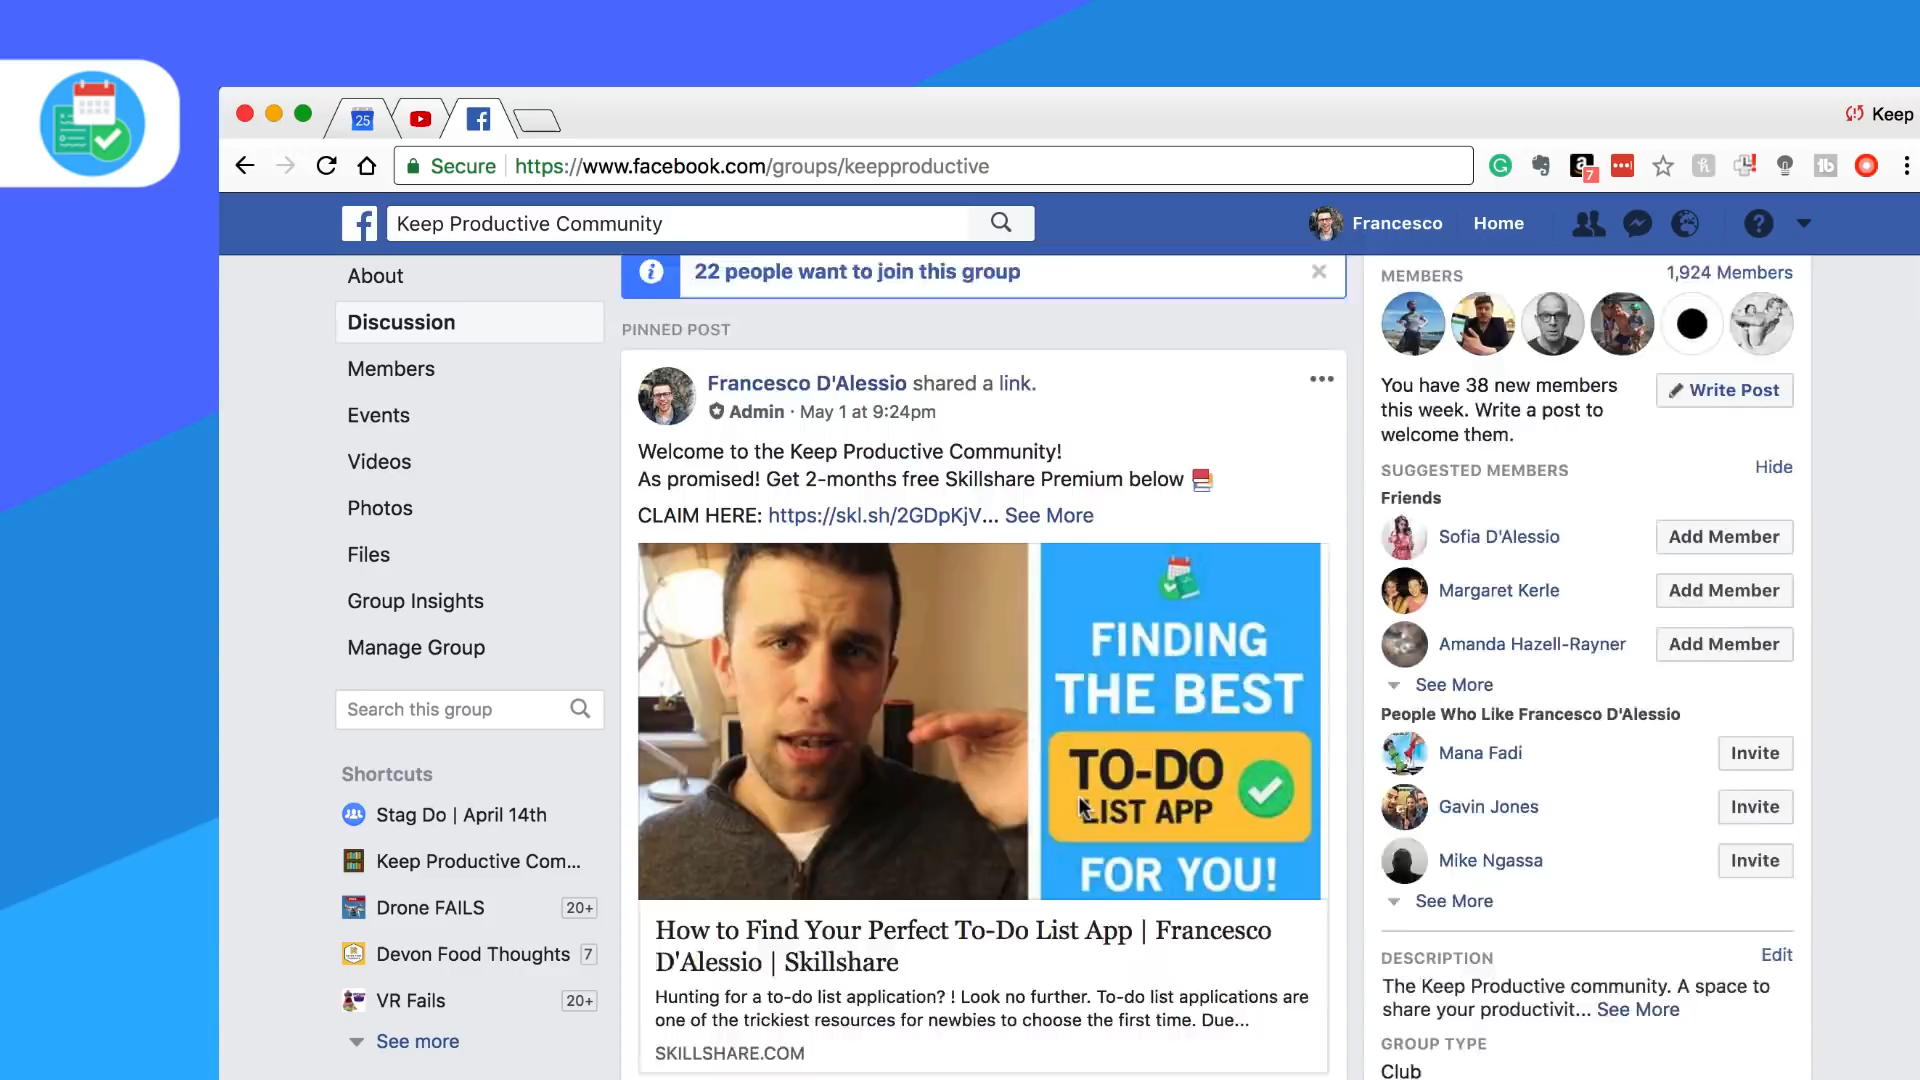 25
Keep
Secure
https://www.facebook.com/groups/keepproductive
7
Keep Productive Community
Francesco
Home
About
Discussion
Members
Events
Videos
Photos
Files
Group Insights
Manage Group
Search this group
Shortcuts
Stag Do | April 14th
Keep Productive Com...
Drone FAILS
20+
Devon Food Thoughts
7
VR Fails
20+
See more
22 people want to join this group
PINNED POST
Francesco D'Alessio shared a link.
Admin · May 1 at 9:24pm
Welcome to the Keep Productive Community!
As promised! Get 2-months free Skillshare Premium below
CLAIM HERE: https://skl.sh/2GDpKjV... See More
FINDING
THE BEST
TO-DO
LIST APP
FOR YOU!
How to Find Your Perfect To-Do List App | Francesco
D'Alessio | Skillshare
Hunting for a to-do list application? ! Look no further. To-do list applications are
one of the trickiest resources for newbies to choose the first time. Due...
SKILLSHARE.COM
MEMBERS
1,924 Members
You have 38 new members
this week. Write a post to
welcome them.
Write Post
SUGGESTED MEMBERS
Hide
Friends
Sofia D'Alessio
Add Member
Margaret Kerle
Add Member
Amanda Hazell-Rayner
Add Member
See More
People Who Like Francesco D'Alessio
Mana Fadi
Invite
Gavin Jones
Invite
Mike Ngassa
Invite
See More
DESCRIPTION
Edit
The Keep Productive community. A space to
share your productivit... See More
GROUP TYPE
Club